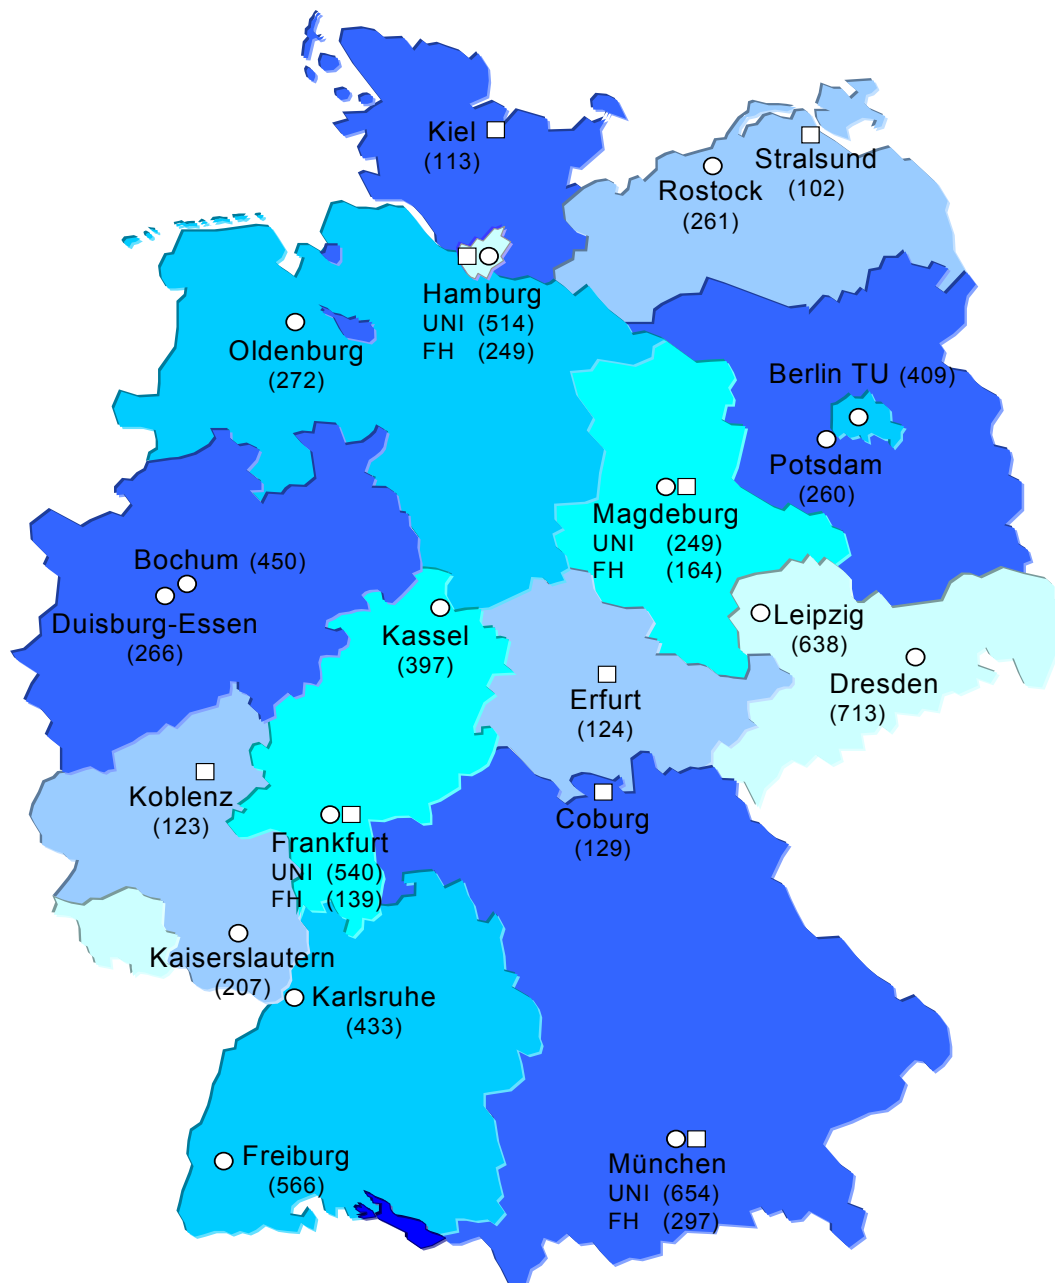 Kiel
(113)
Stralsund
(102)
Rostock
(261)
Hamburg
UNI (514)
FH (249)
Oldenburg
(272)
Berlin TU (409)
Potsdam
(260)
Magdeburg
UNI (249)
FH (164)
Bochum (450)
Duisburg-Essen
(266)
Kassel
(397)
Leipzig
(638)
Dresden
(713)
Erfurt
(124)
Koblenz
(123)
Coburg
(129)
Frankfurt
UNI (540)
FH (139)
Kaiserslautern
(207)
Karlsruhe
(433)
Freiburg
(566)
München
UNI (654)
FH (297)